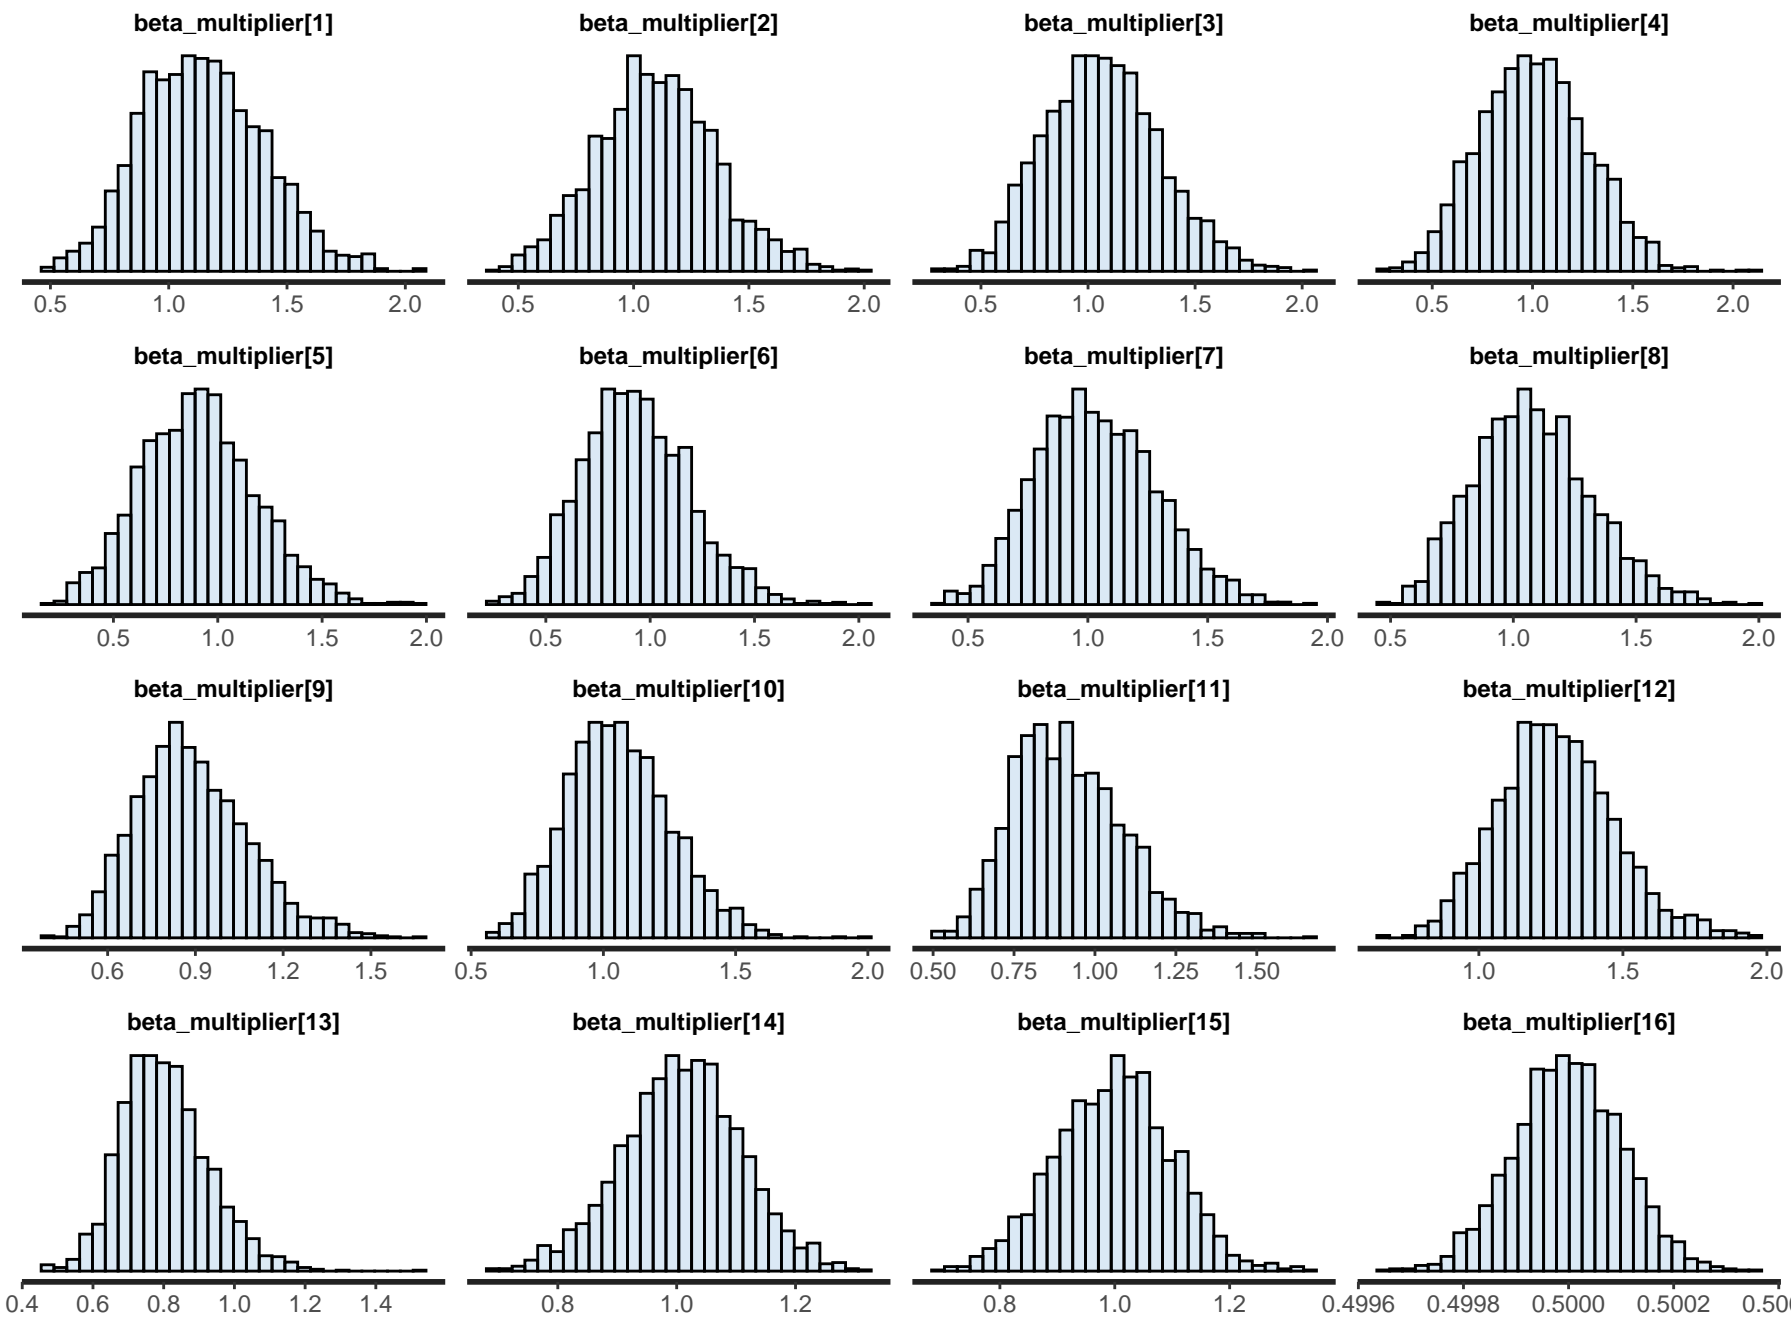 beta_multiplier[1] beta_multiplier[2] beta_multiplier[3] beta_multiplier[4]
0.5 1.0 1.5 2.0 0.5 1.0 1.5 2.0 0.5 1.0 1.5 2.0 0.5 1.0 1.5 2.0
beta_multiplier[5] beta_multiplier[6] beta_multiplier[7] beta_multiplier[8]
0.5 1.0 1.5 2.0 0.5 1.0 1.5 2.0 0.5 1.0 1.5 2.0 0.5 1.0 1.5 2.0
beta_multiplier[9] beta_multiplier[10] beta_multiplier[11] beta_multiplier[12]
0.6 0.9 1.2 1.5 0.5 1.0 1.5 2.0 0.50 0.75 1.00 1.25 1.50 1.0 1.5 2.0
beta_multiplier[13] beta_multiplier[14] beta_multiplier[15] beta_multiplier[16]
0.4 0.6 0.8 1.0 1.2 1.4 0.8 1.0 1.2 0.8 1.0 1.2 0.4996 0.4998 0.5000 0.5002